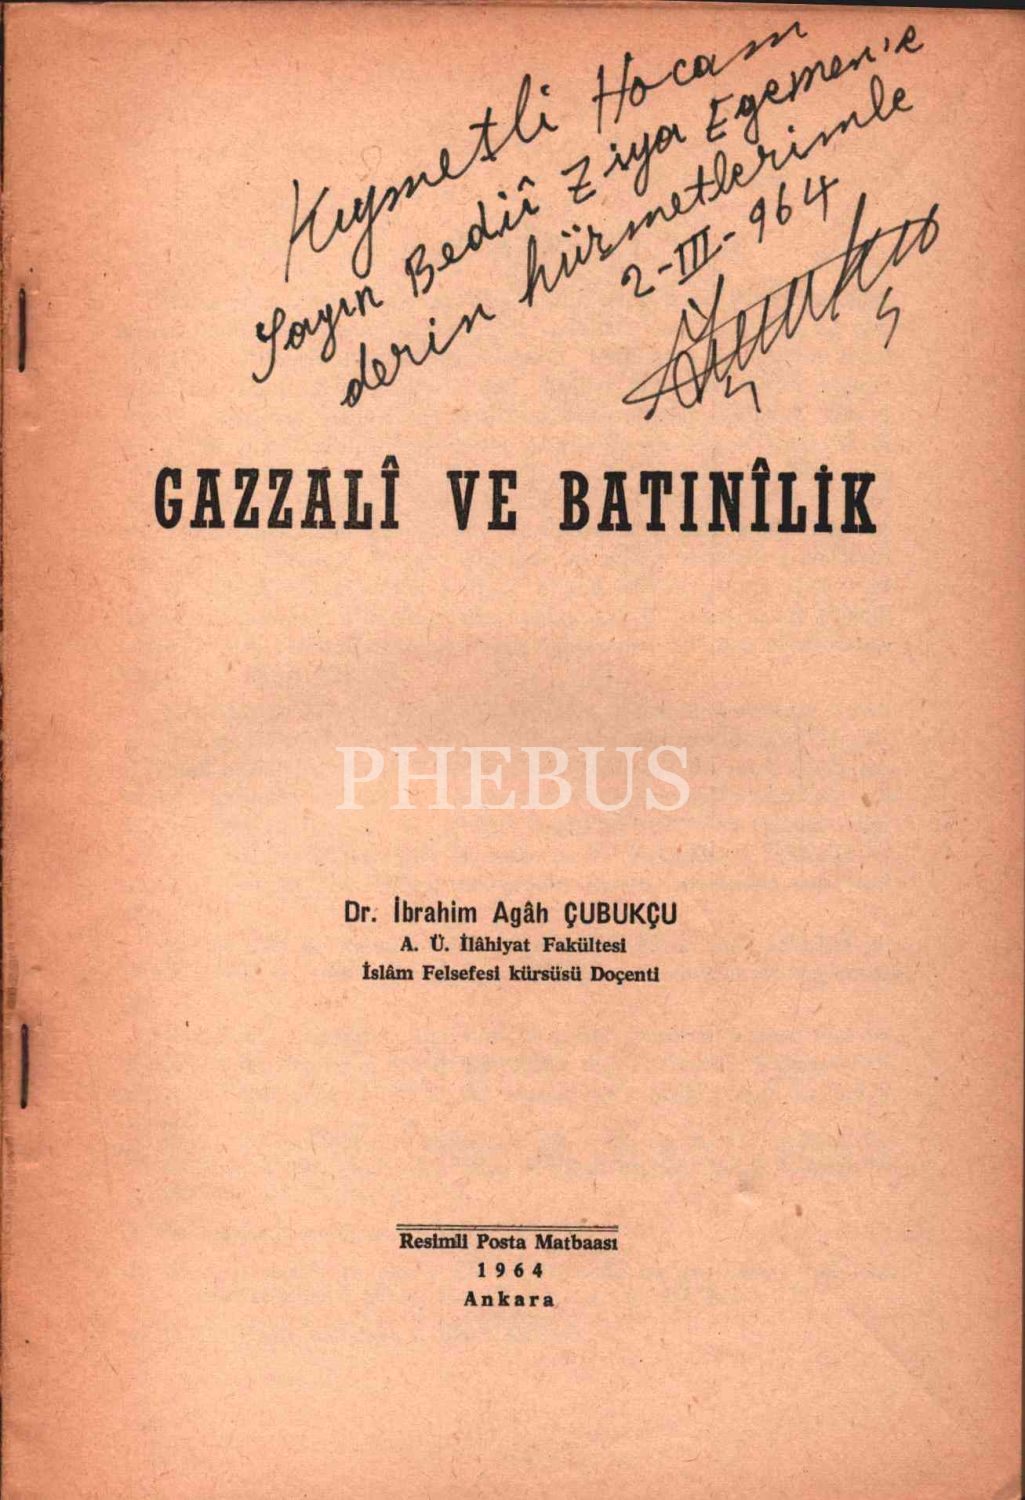 Kıymetli Hocam
Sayın Bediî Ziya Egemen'e
derin hürmetlerimle
2-III-964
GAZZALÎ VE BATINÎLİK
PHEBUS
Dr. İbrahim Agâh ÇUBUKÇU
A. Ü. İlâhiyat Fakültesi
İslâm Felsefesi kürsüsü Doçenti
Resimli Posta Matbaası
1964
Ankara